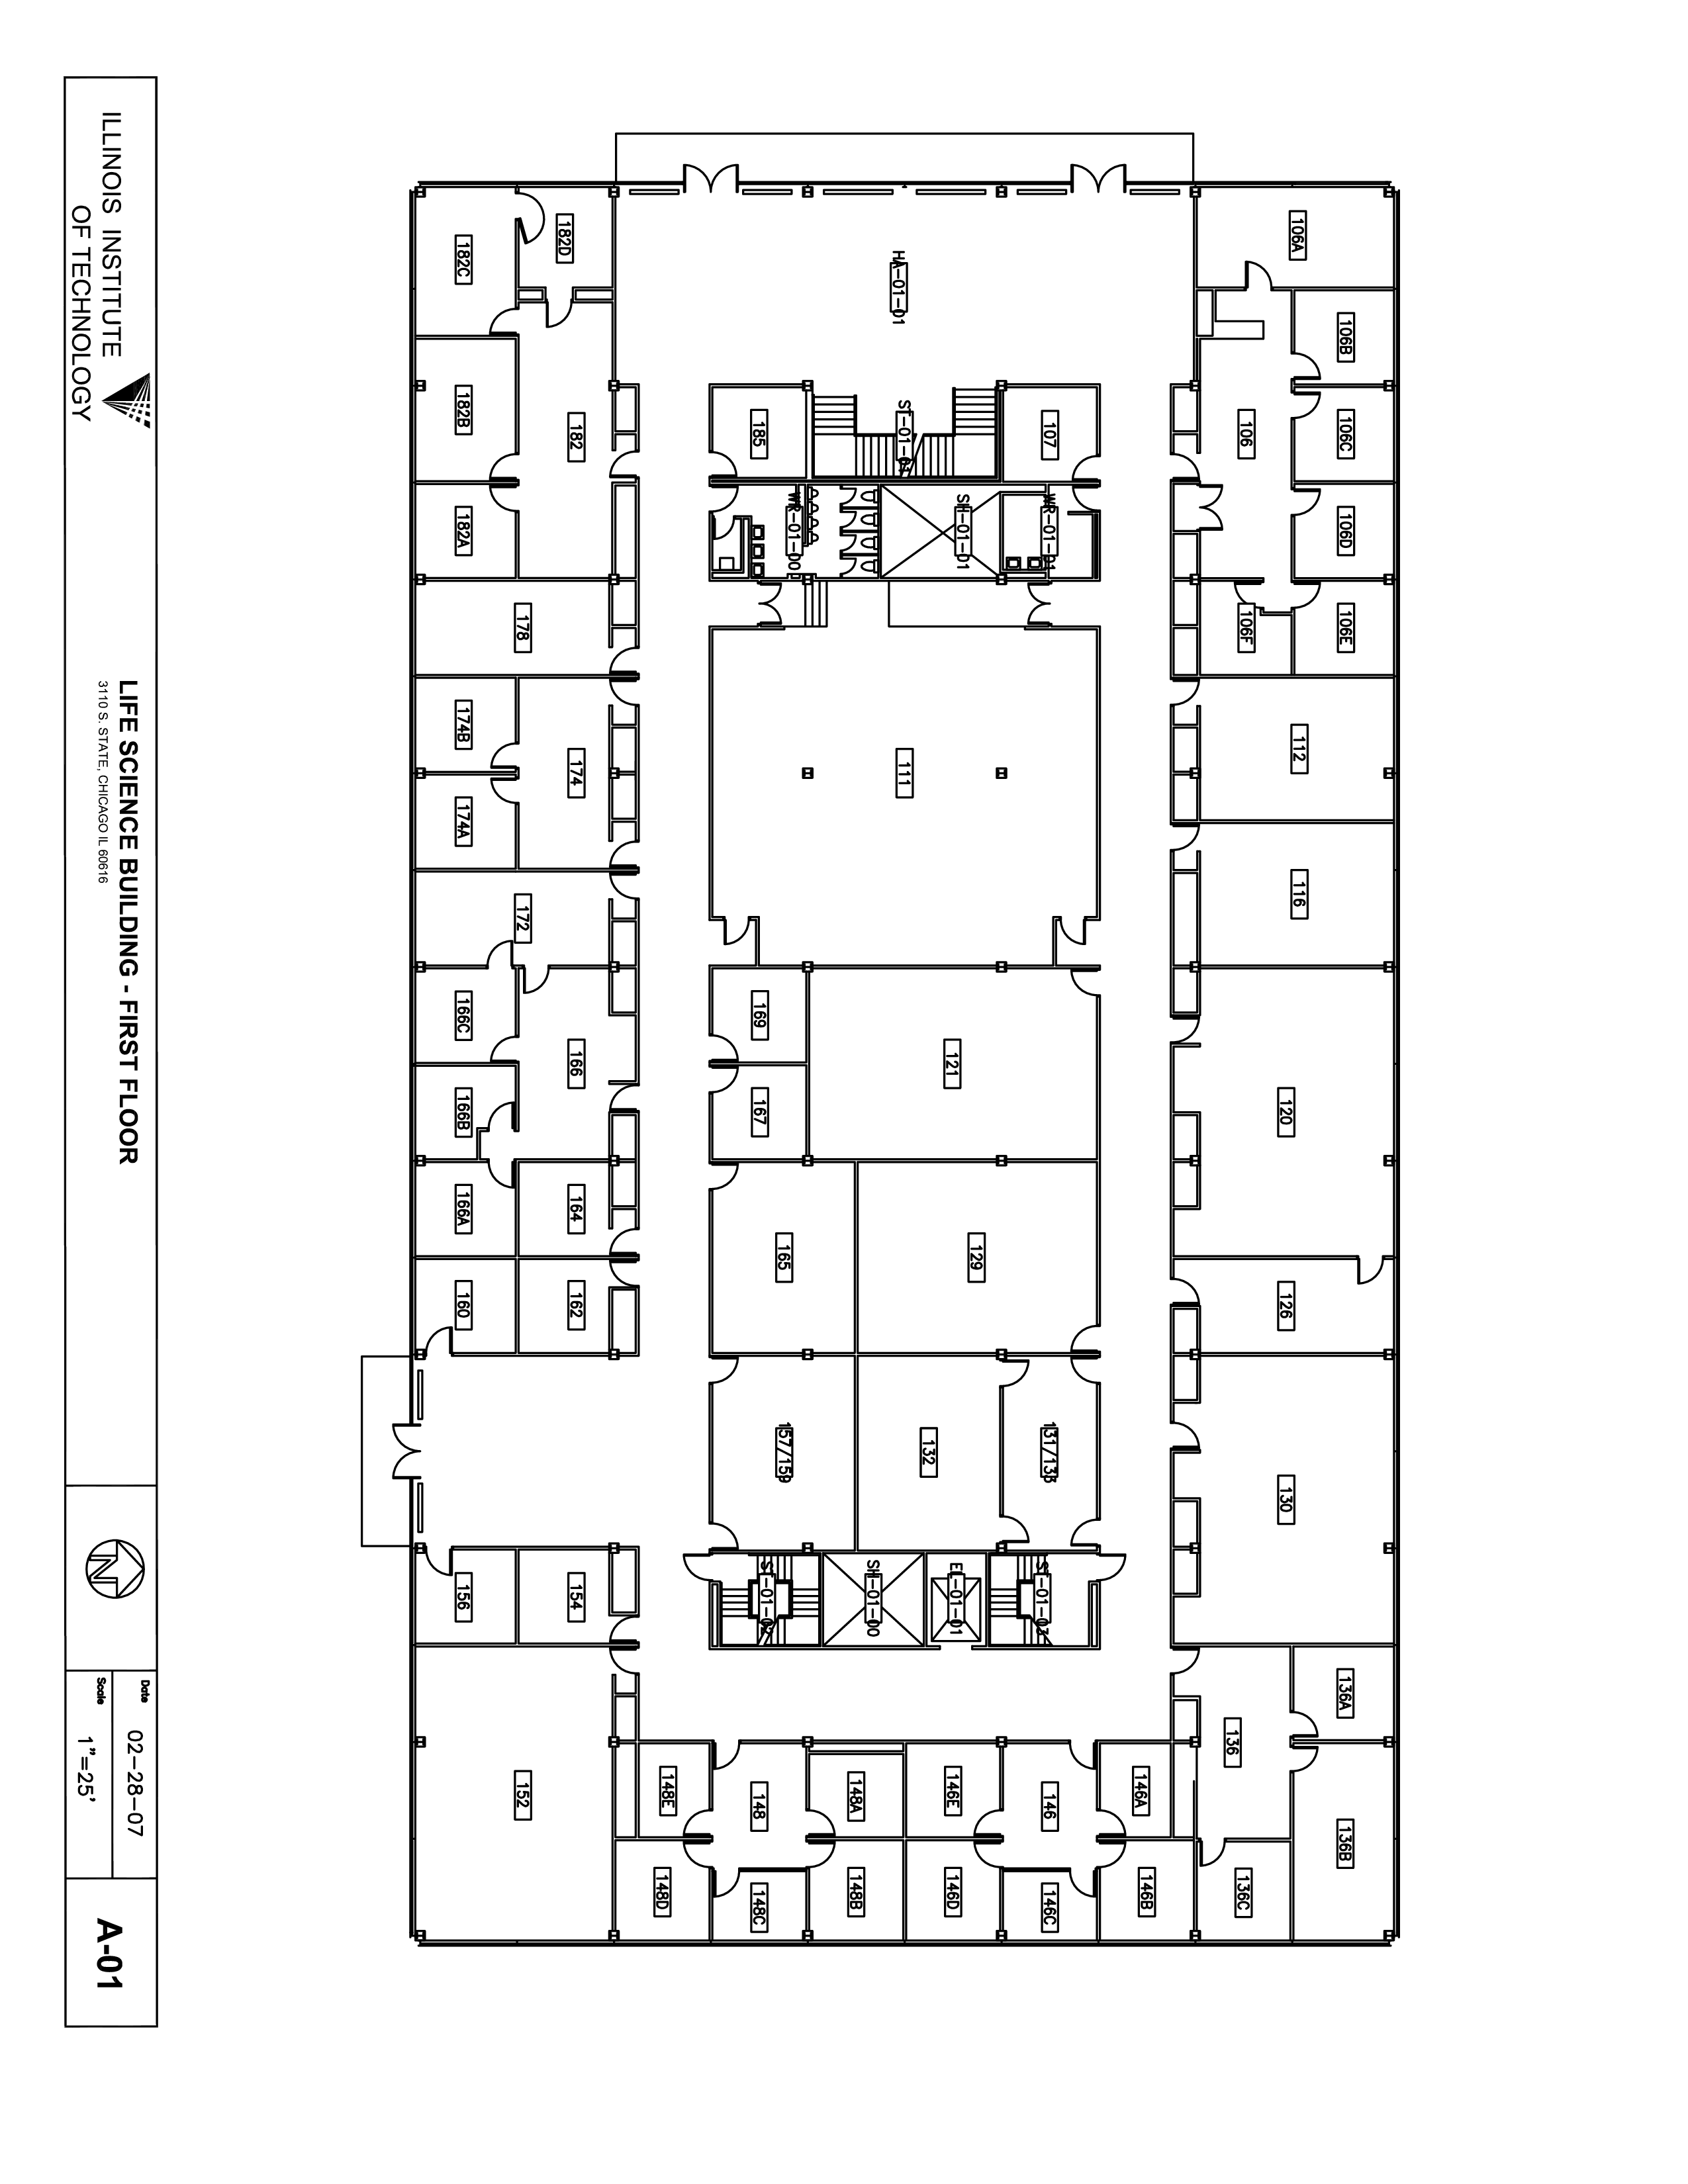 ILLINOIS INSTITUTE
OF TECHNOLOGY
LIFE SCIENCE BUILDING - FIRST FLOOR
3110 S. STATE, CHICAGO IL 60616
N
Date
02-28-07
Scale
1"=25'
A-01
182C
182D
HA-01-01
106A
106B
182B
182
185
ST-01-01
107
106
106C
182A
WR-01-00
SH-01-01
WR-01-01
106D
178
106F
106E
174B
174
111
112
174A
172
116
166C
169
166
121
166B
167
120
166A
164
165
129
160
162
126
157/159
132
131/133
130
156
154
ST-01-02
SH-01-00
EL-01-01
ST-01-03
136A
136
152
148E
148
148A
146E
146
146A
136B
148D
148C
148B
146D
146C
146B
136C